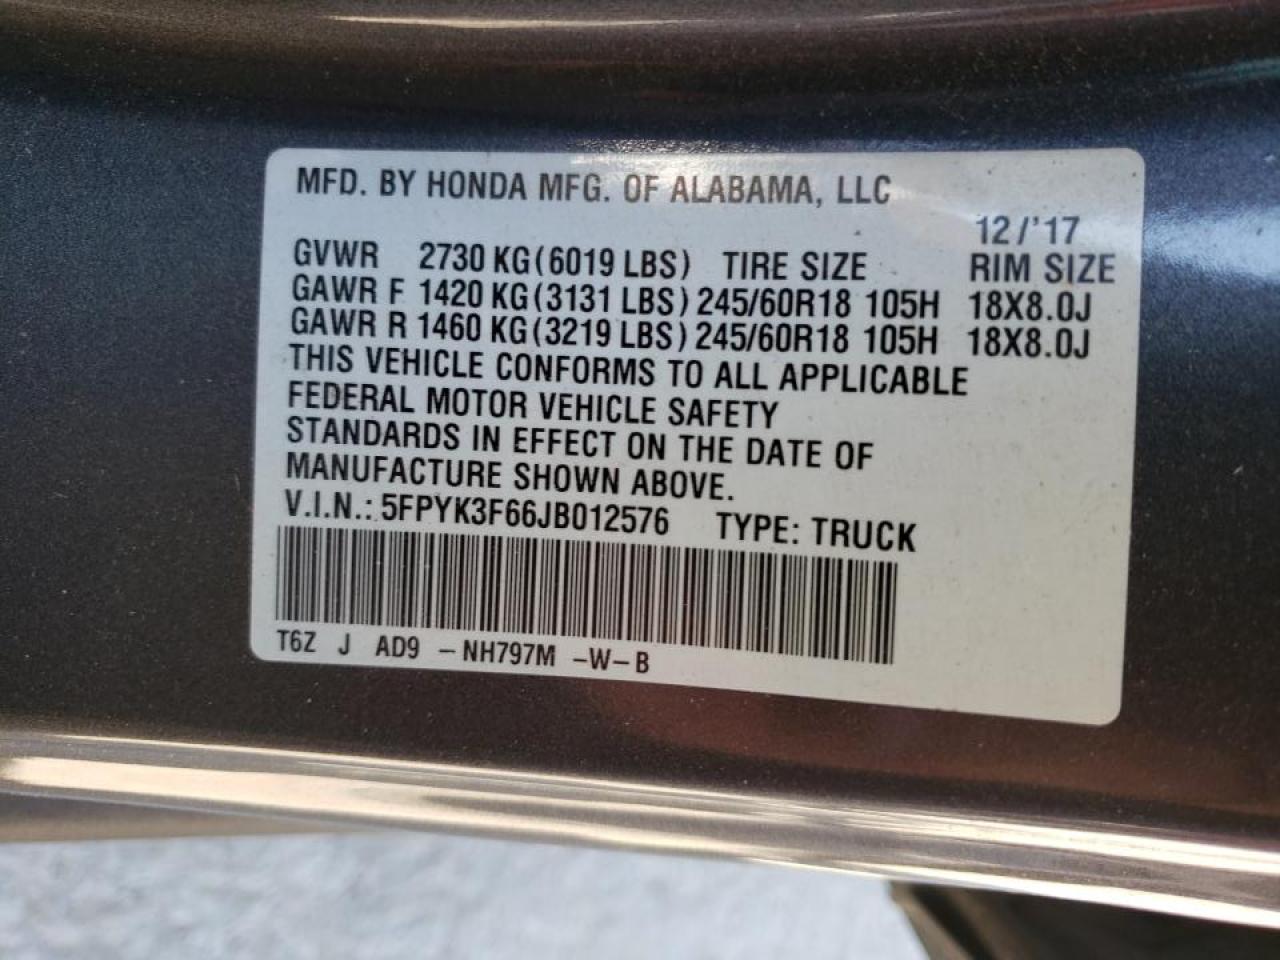 MFD. BY HONDA MFG. OF ALABAMA, LLC
12/'17
GVWR 2730 KG(6019 LBS) TIRE SIZE RIM SIZE
GAWR F 1420 KG(3131 LBS) 245/60R18 105H 18X8.0J
GAWR R 1460 KG(3219 LBS) 245/60R18 105H 18X8.0J
THIS VEHICLE CONFORMS TO ALL APPLICABLE
FEDERAL MOTOR VEHICLE SAFETY
STANDARDS IN EFFECT ON THE DATE OF
MANUFACTURE SHOWN ABOVE.
V.I.N.: 5FPYK3F66JB012576 TYPE: TRUCK
T6Z J AD9 -NH797M -W-B